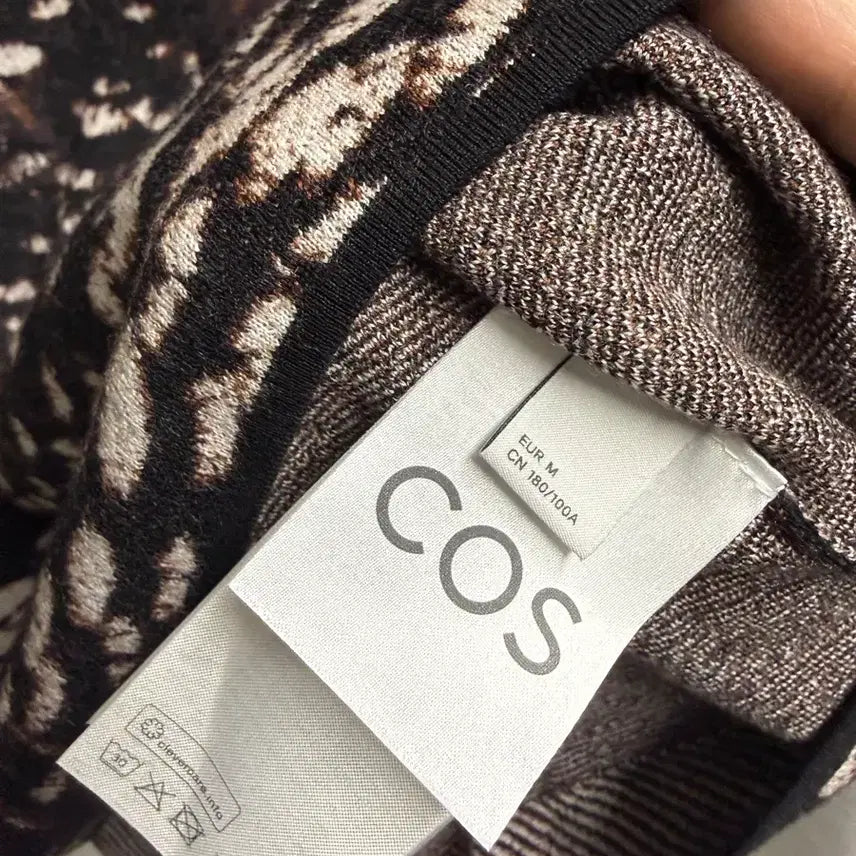 EUR M
CN 180/100A
COS
clevercare.info
30